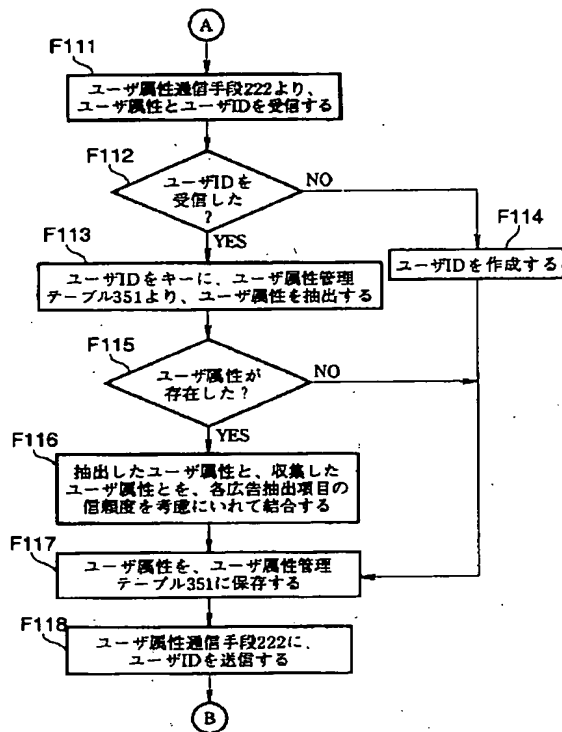 A
F111
ユーザ属性通信手段222より、
ユーザ属性とユーザIDを受信する
F112
ユーザIDを
受信した
?
NO
YES
F114
ユーザIDを作成する
F113
ユーザIDをキーに、ユーザ属性管理
テーブル351より、ユーザ属性を抽出する
F115
ユーザ属性が
存在した?
NO
YES
F116
抽出したユーザ属性と、収集した
ユーザ属性とを、各広告抽出項目の
信頼度を考慮にいれて結合する
F117
ユーザ属性を、ユーザ属性管理
テーブル351に保存する
F118
ユーザ属性通信手段222に、
ユーザIDを送信する
B